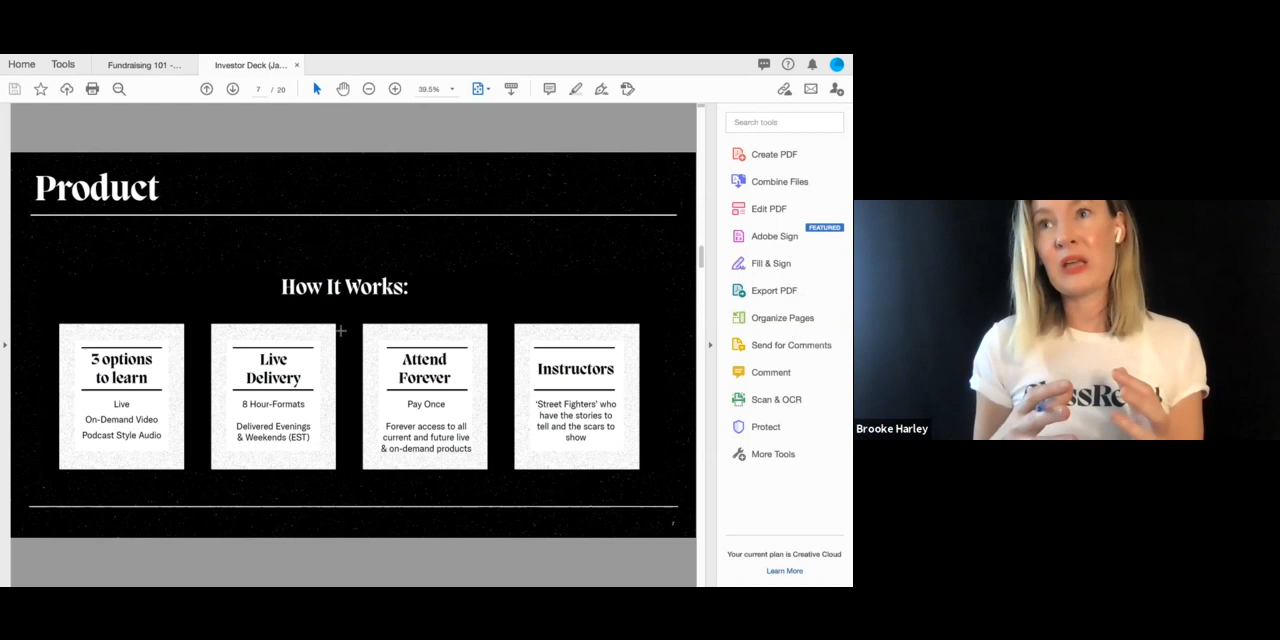 Home Tools Fundraising 101 -... Investor Deck (Ja... ×
7 / 20 39.5%
Search tools
Create PDF
Combine Files
Edit PDF
FEATURED
Adobe Sign
Fill & Sign
Export PDF
Organize Pages
Send for Comments
Comment
Scan & OCR
Protect
More Tools
Your current plan is Creative Cloud
Learn More
Product
How It Works:
3 options
to learn
Live
On-Demand Video
Podcast Style Audio
Live
Delivery
8 Hour-Formats
Delivered Evenings
& Weekends (EST)
Attend
Forever
Pay Once
Forever access to all
current and future live
& on-demand products
Instructors
'Street Fighters' who
have the stories to
tell and the scars to
show
7
Brooke Harley